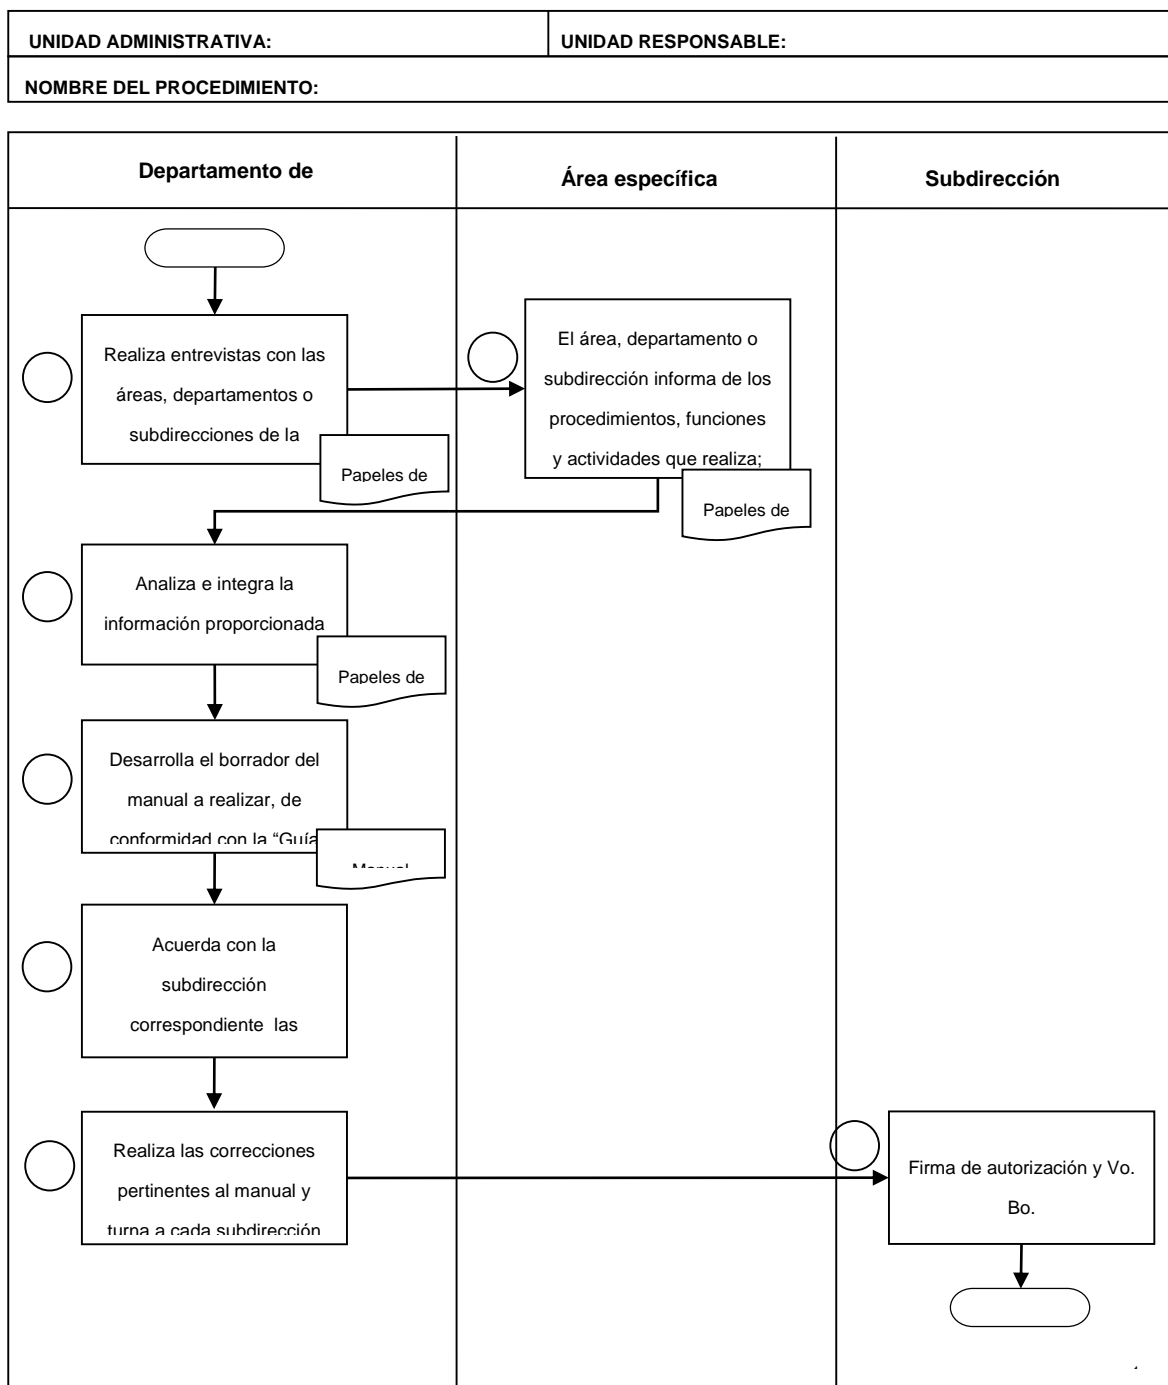 UNIDAD ADMINISTRATIVA:
UNIDAD RESPONSABLE:
NOMBRE DEL PROCEDIMIENTO:
Departamento de
Área específica
Subdirección
Realiza entrevistas con las
áreas, departamentos o
subdirecciones de la
Papeles de
El área, departamento o
subdirección informa de los
procedimientos, funciones
y actividades que realiza;
Papeles de
Analiza e integra la
información proporcionada
Papeles de
Desarrolla el borrador del
manual a realizar, de
conformidad con la “Guía
Manual
Acuerda con la
subdirección
correspondiente las
Realiza las correcciones
pertinentes al manual y
turna a cada subdirección
Firma de autorización y Vo.
Bo.